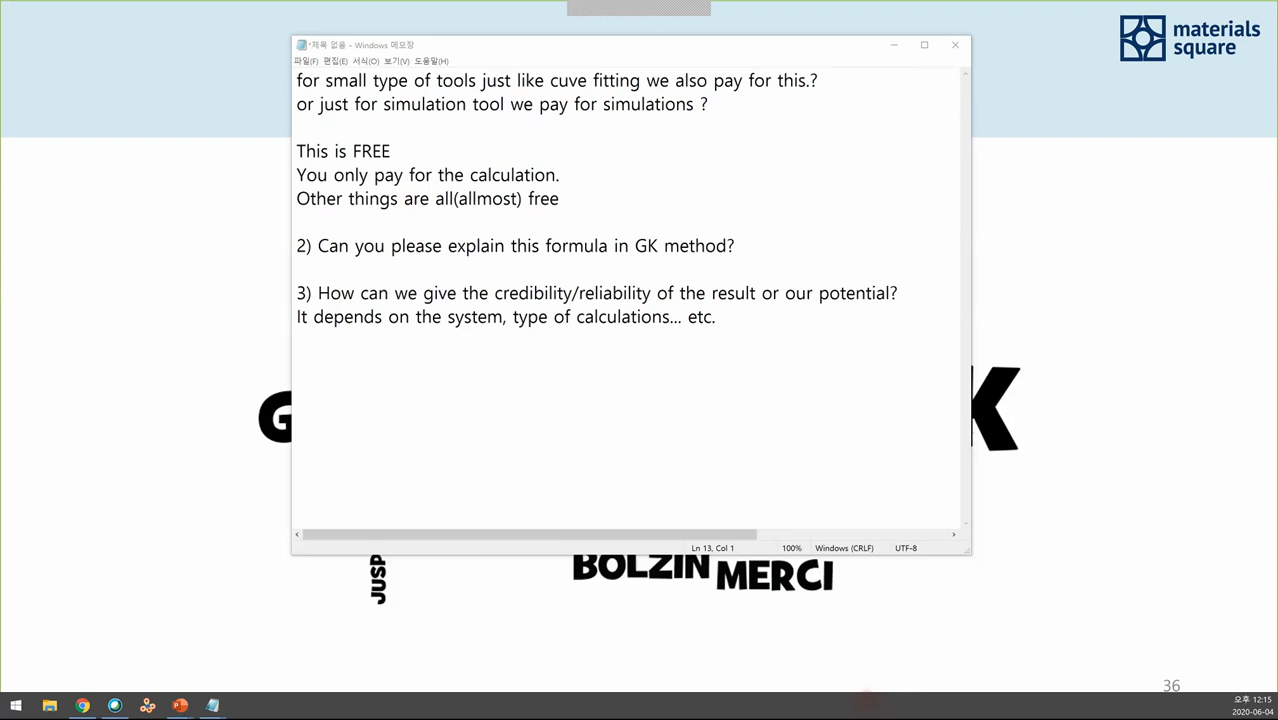 materials
square
*제목 없음 - Windows 메모장
파일(F) 편집(E) 서식(O) 보기(V) 도움말(H)
for small type of tools just like cuve fitting we also pay for this.?
or just for simulation tool we pay for simulations ?
This is FREE
You only pay for the calculation.
Other things are all(allmost) free
2) Can you please explain this formula in GK method?
3) How can we give the credibility/reliability of the result or our potential?
It depends on the system, type of calculations... etc.
Ln 13, Col 1 100% Windows (CRLF) UTF-8
G
K
JUSP
BOLZIN MERCI
36
오후 12:15
2020-06-04